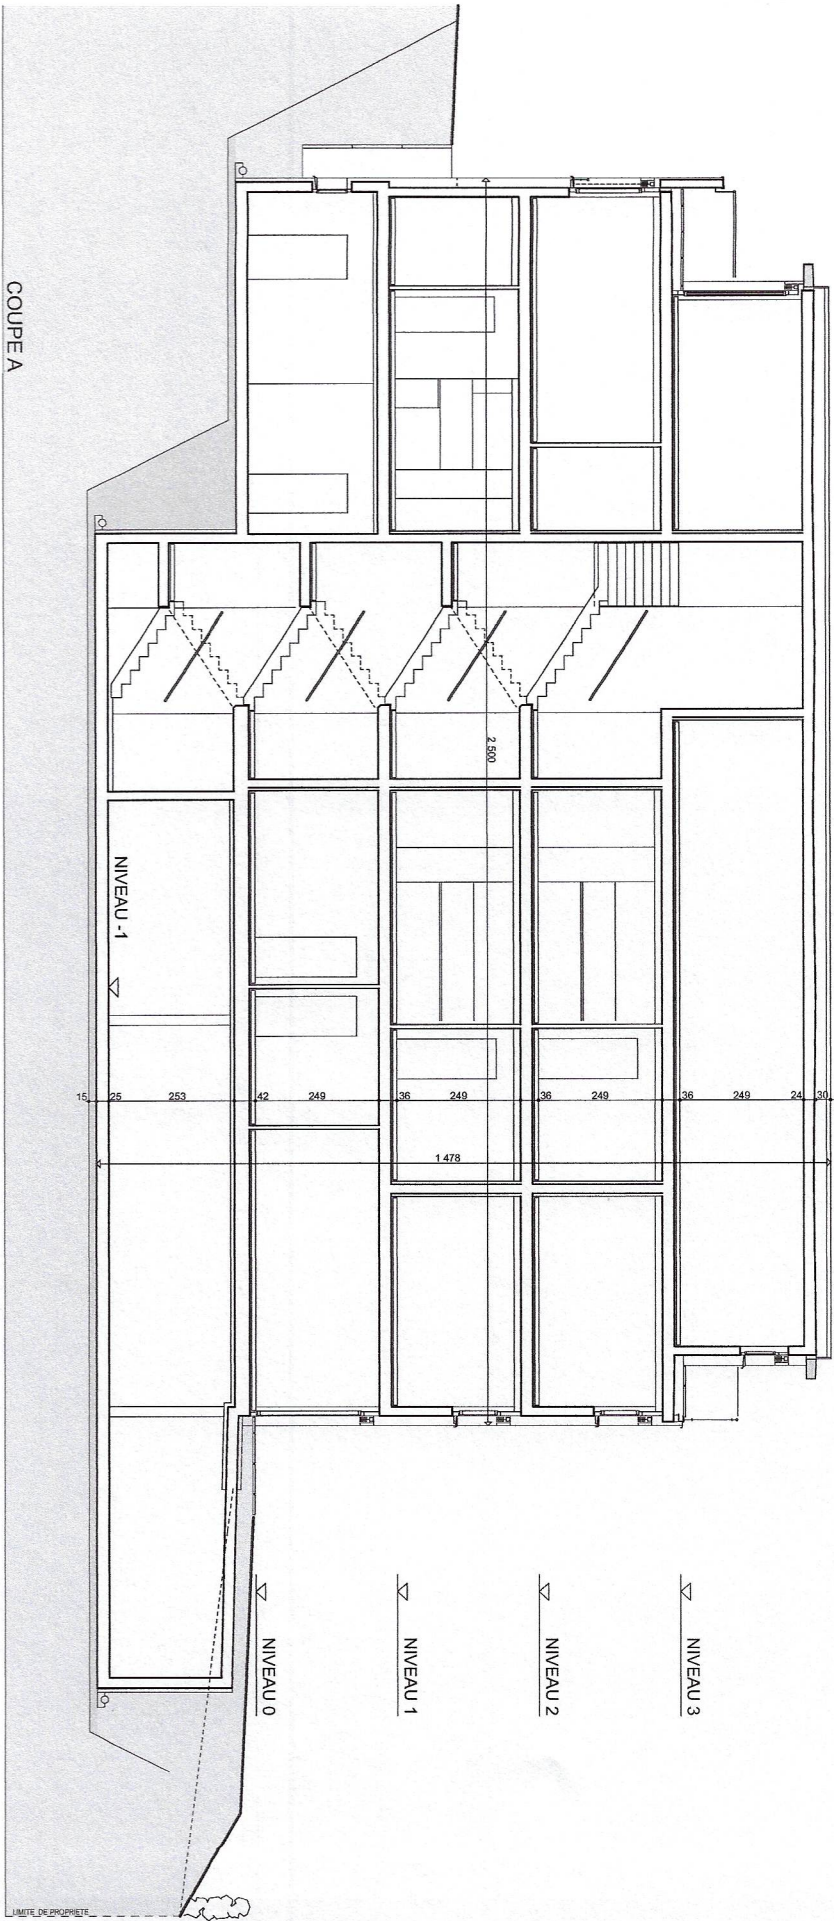 COUPE A
NIVEAU -1
2 500
15 25 253 42 249 36 249 36 249 36 249 24 30
1 478
NIVEAU 0
NIVEAU 1
NIVEAU 2
NIVEAU 3
LIMITE DE PROPRIETE